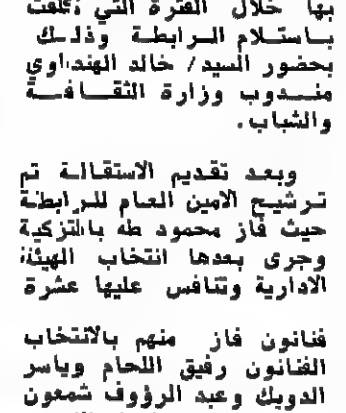 بها خلال الفترة التي تكلفت
باستلام الرابطة وذلك
بحضور السيد / خالد الهنداوي
مندوب وزارة الثقافة
والشباب .
وبعد تقديم الاستقالة تم
ترشيح الامين العام للرابطة
حيث فاز محمود طه بالتزكية
وجرى بعدها انتخاب الهيئة
الادارية وتنافس عليها عشرة
فنانون فاز منهم بالانتخاب
الفنانون رفيق اللحام وياسر
الدويك وعبد الرؤوف شمعون